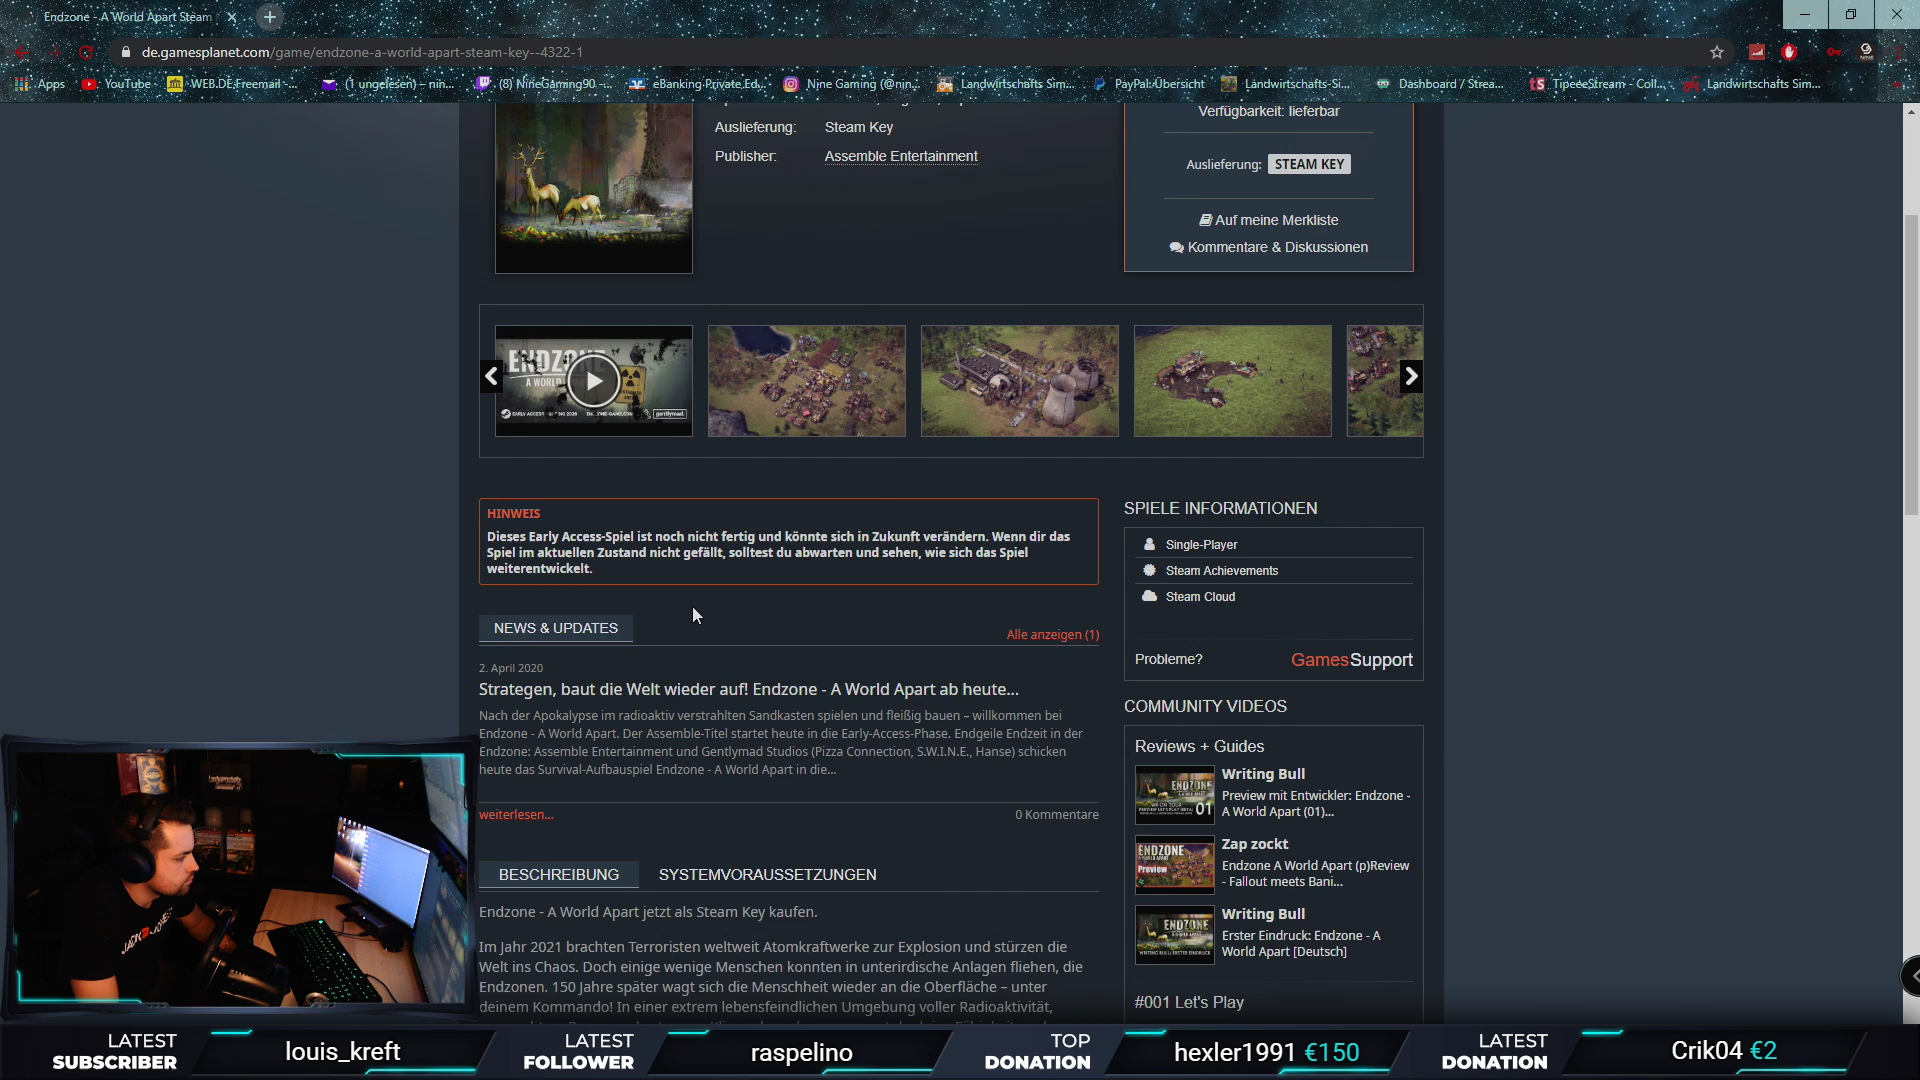 Endzone - A World Apart Steam
de.gamesplanet.com/game/endzone-a-world-apart-steam-key--4322-1
Apps
YouTube
WEB.DE Freemail -...
(1 ungelesen) – nin...
(8) NineGaming90 -...
eBanking Private Ed...
Nine Gaming (@nin...
Landwirtschafts Sim...
PayPal: Übersicht
Landwirtschafts-Si...
Dashboard / Strea...
TipeeeStream - Coll...
Landwirtschafts Sim...
Auslieferung: Steam Key
Publisher: Assemble Entertainment
Verfügbarkeit: lieferbar
Auslieferung: STEAM KEY
Auf meine Merkliste
Kommentare & Diskussionen
ENDZONE
A WORLD
HINWEIS
Dieses Early Access-Spiel ist noch nicht fertig und könnte sich in Zukunft verändern. Wenn dir das
Spiel im aktuellen Zustand nicht gefällt, solltest du abwarten und sehen, wie sich das Spiel
weiterentwickelt.
NEWS & UPDATES
Alle anzeigen (1)
2. April 2020
Strategen, baut die Welt wieder auf! Endzone - A World Apart ab heute...
Nach der Apokalypse im radioaktiv verstrahlten Sandkasten spielen und fleißig bauen – willkommen bei
Endzone - A World Apart. Der Assemble-Titel startet heute in die Early-Access-Phase. Endgeile Endzeit in der
Endzone: Assemble Entertainment und Gentlymad Studios (Pizza Connection, S.W.I.N.E., Hanse) schicken
heute das Survival-Aufbauspiel Endzone - A World Apart in die...
weiterlesen...
0 Kommentare
BESCHREIBUNG
SYSTEMVORAUSSETZUNGEN
Endzone - A World Apart jetzt als Steam Key kaufen.
Im Jahr 2021 brachten Terroristen weltweit Atomkraftwerke zur Explosion und stürzen die
Welt ins Chaos. Doch einige wenige Menschen konnten in unterirdische Anlagen fliehen, die
Endzonen. 150 Jahre später wagt sich die Menschheit wieder an die Oberfläche – unter
deinem Kommando! In einer extrem lebensfeindlichen Umgebung voller Radioaktivität,
SPIELE INFORMATIONEN
Single-Player
Steam Achievements
Steam Cloud
Probleme?
GamesSupport
COMMUNITY VIDEOS
Reviews + Guides
Writing Bull
Preview mit Entwickler: Endzone -
A World Apart (01)...
ENDZONE
01
Zap zockt
Endzone A World Apart (p)Review
- Fallout meets Bani...
ENDZONE
Preview
Writing Bull
Erster Eindruck: Endzone - A
World Apart [Deutsch]
ENDZONE
#001 Let's Play
JACK JONES
LATEST
SUBSCRIBER
louis_kreft
LATEST
FOLLOWER
raspelino
TOP
DONATION
hexler1991 €150
LATEST
DONATION
Crik04 €2